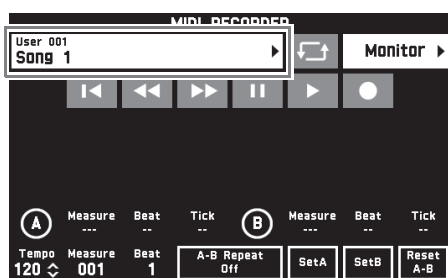 MIDI RECORDER
User 001
Song 1
Monitor
A Measure Beat Tick B Measure Beat Tick
--- -- -- --- -- --
Tempo Measure Beat A-B Repeat SetA SetB Reset
120 001 1 Off A-B